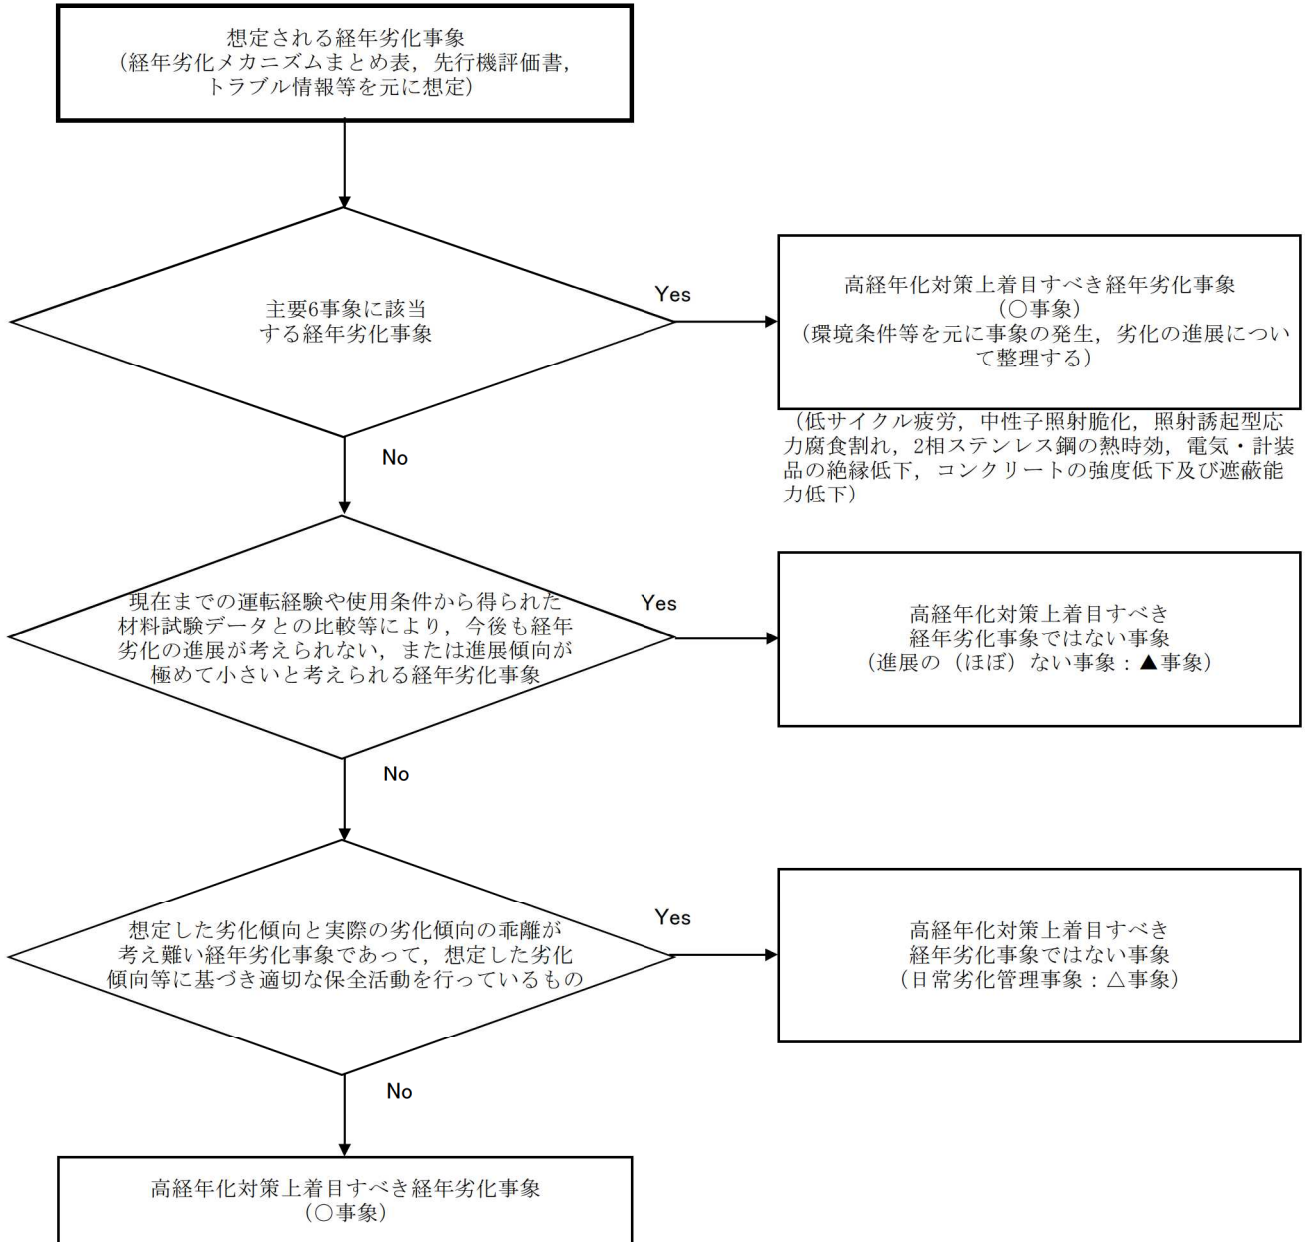 想定される経年劣化事象
（経年劣化メカニズムまとめ表，先行機評価書，
トラブル情報等を元に想定）
主要6事象に該当
する経年劣化事象
Yes
高経年化対策上着目すべき経年劣化事象
（○事象）
（環境条件等を元に事象の発生，劣化の進展につい
て整理する）
（低サイクル疲労，中性子照射脆化，照射誘起型応
力腐食割れ，2相ステンレス鋼の熱時効，電気・計装
品の絶縁低下，コンクリートの強度低下及び遮蔽能
力低下）
No
現在までの運転経験や使用条件から得られた
材料試験データとの比較等により，今後も経年
劣化の進展が考えられない，または進展傾向が
極めて小さいと考えられる経年劣化事象
Yes
高経年化対策上着目すべき
経年劣化事象ではない事象
（進展の（ほぼ）ない事象：▲事象）
No
想定した劣化傾向と実際の劣化傾向の乖離が
考え難い経年劣化事象であって，想定した劣化
傾向等に基づき適切な保全活動を行っているもの
Yes
高経年化対策上着目すべき
経年劣化事象ではない事象
（日常劣化管理事象：△事象）
No
高経年化対策上着目すべき経年劣化事象
（○事象）